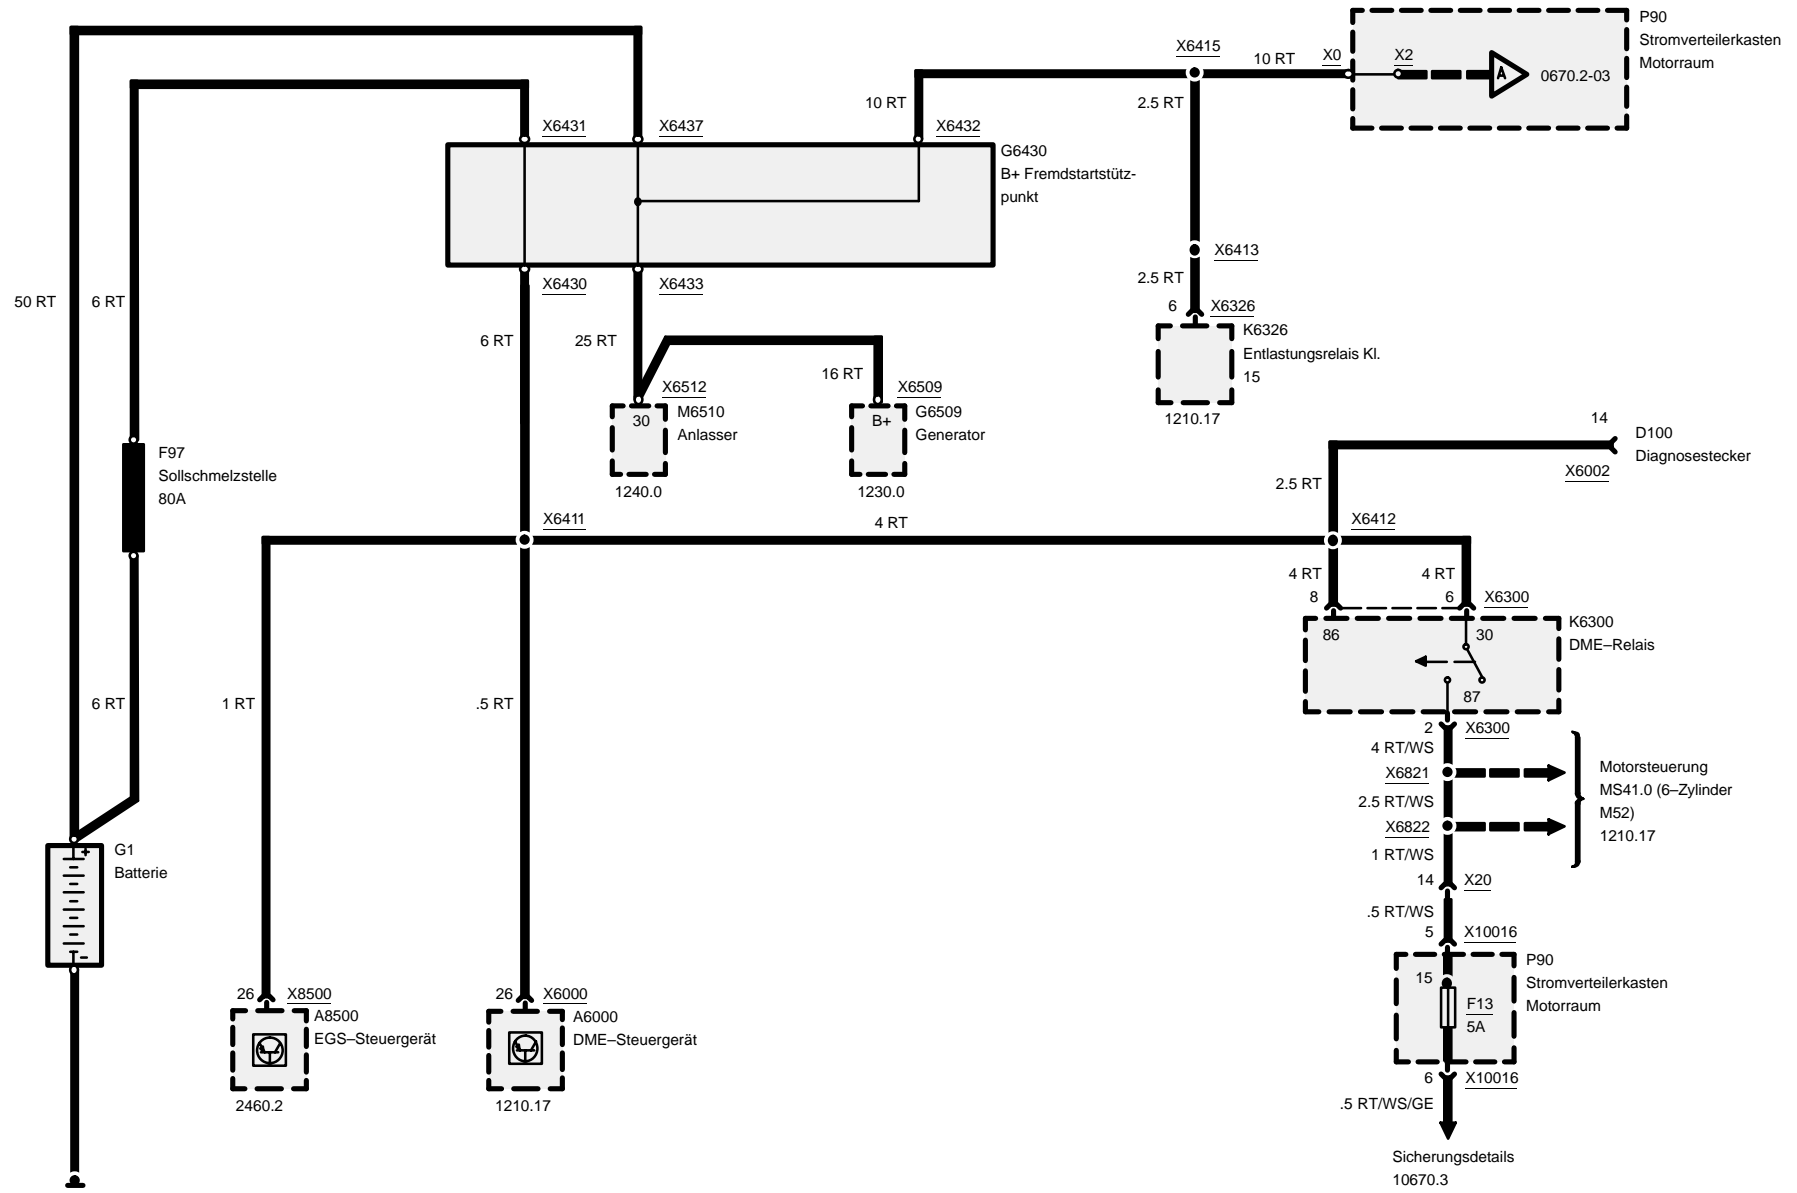 P90
Stromverteilerkasten
Motorraum
X6415
10 RT
X0
X2
A
0670.2-03
10 RT
2.5 RT
X6431
X6437
X6432
G6430
B+ Fremdstartstütz-
punkt
X6413
2.5 RT
X6430
X6433
50 RT
6 RT
6 X6326
K6326
Entlastungsrelais Kl.
15
6 RT
25 RT
16 RT
X6512
X6509
30
M6510
Anlasser
B+
G6509
Generator
1210.17
14
D100
Diagnosestecker
X6002
F97
Sollschmelzstelle
80A
1240.0
1230.0
2.5 RT
X6411
4 RT
X6412
4 RT
4 RT
8
6
X6300
K6300
DME–Relais
86
30
87
6 RT
1 RT
.5 RT
2
X6300
4 RT/WS
X6821
2.5 RT/WS
X6822
1 RT/WS
Motorsteuerung
MS41.0 (6–Zylinder
M52)
1210.17
G1
Batterie
+
-
14
X20
.5 RT/WS
5
X10016
P90
Stromverteilerkasten
Motorraum
15
F13
5A
26
X8500
A8500
EGS–Steuergerät
26
X6000
A6000
DME–Steuergerät
6
X10016
2460.2
1210.17
.5 RT/WS/GE
Sicherungsdetails
10670.3